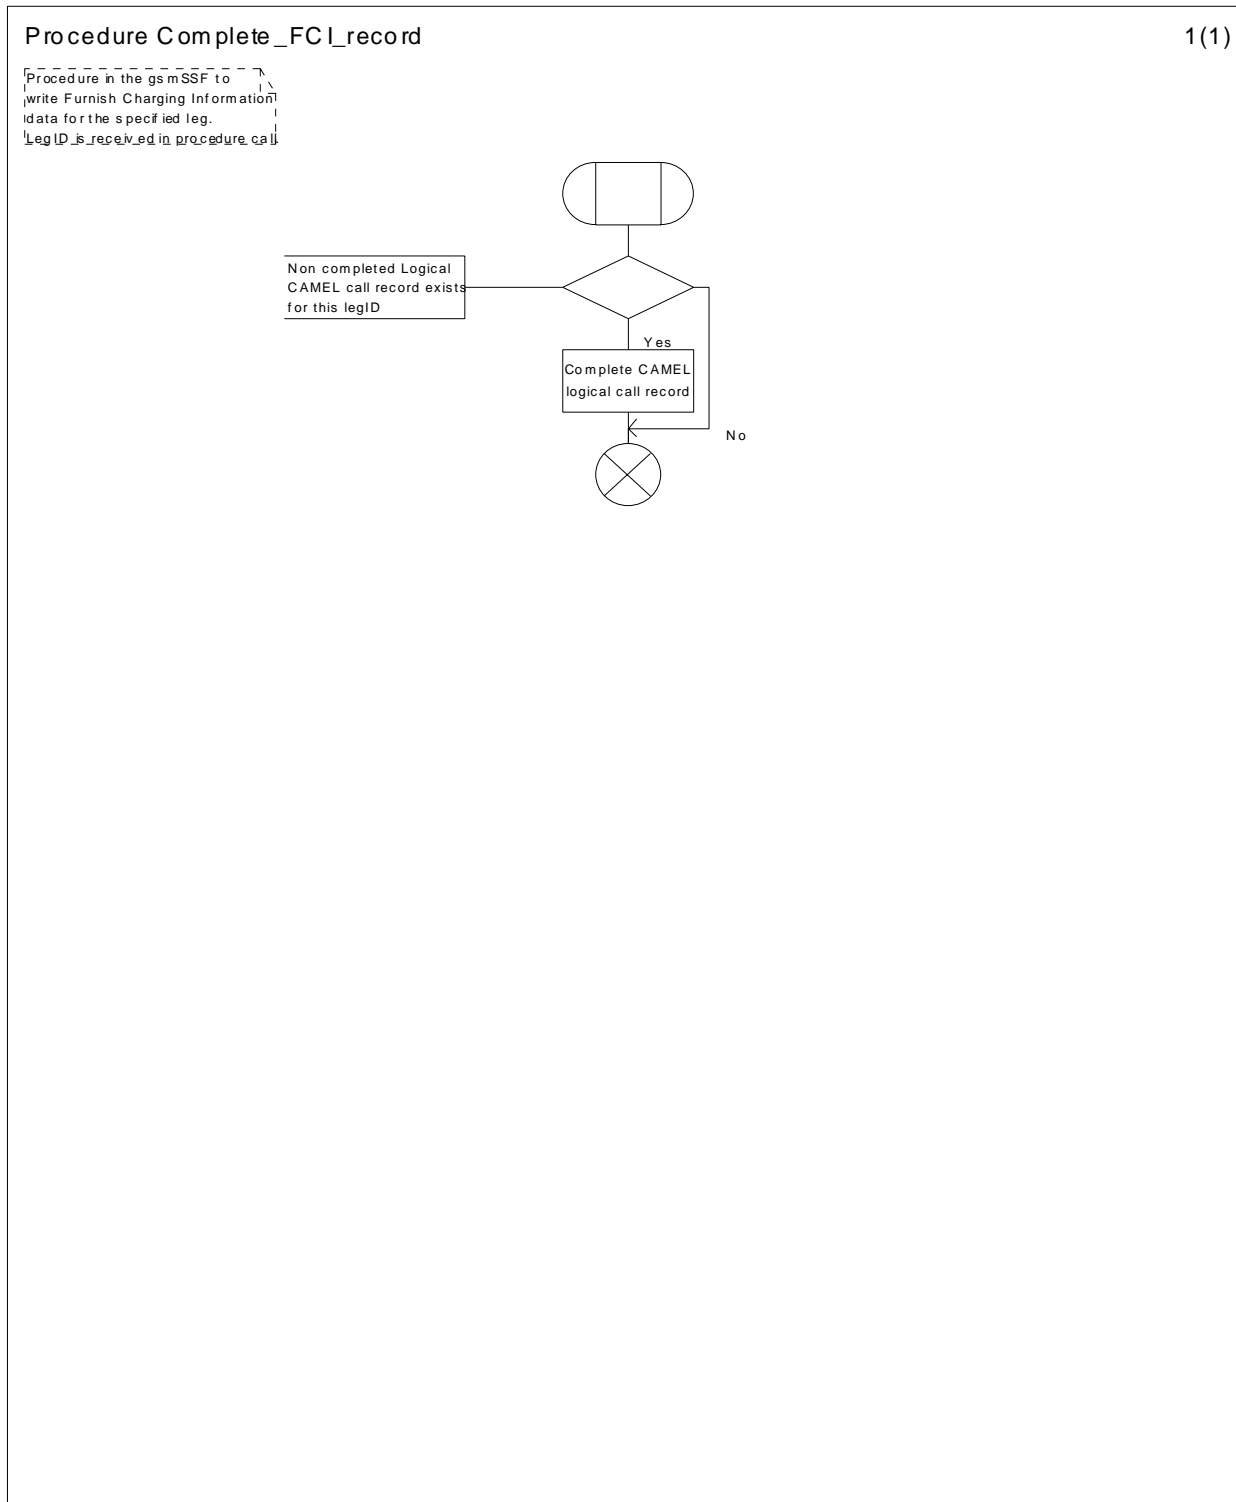 Procedure Complete_FCI_record
1(1)
Procedure in the gsmSSF to
write Furnish Charging Information
data for the specified leg.
LegID is received in procedure call.
Non completed Logical
CAMEL call record exists
for this legID
Yes
Complete CAMEL
logical call record
No